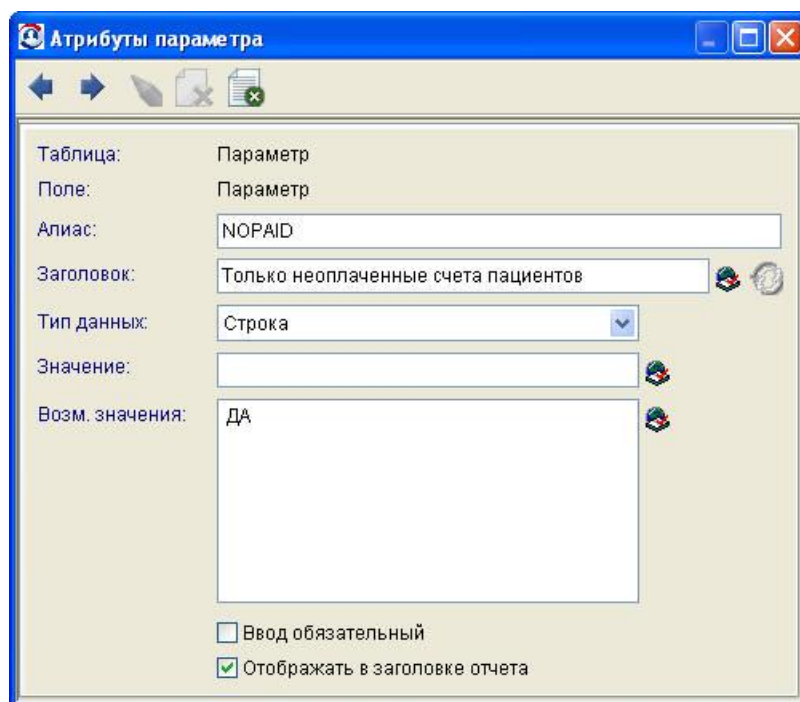 Атрибуты параметра
Таблица: Параметр
Поле: Параметр
Алиас: NOPAID
Заголовок: Только неоплаченные счета пациентов
Тип данных: Строка
Значение:
Возм. значения: ДА
Ввод обязательный
Отображать в заголовке отчета